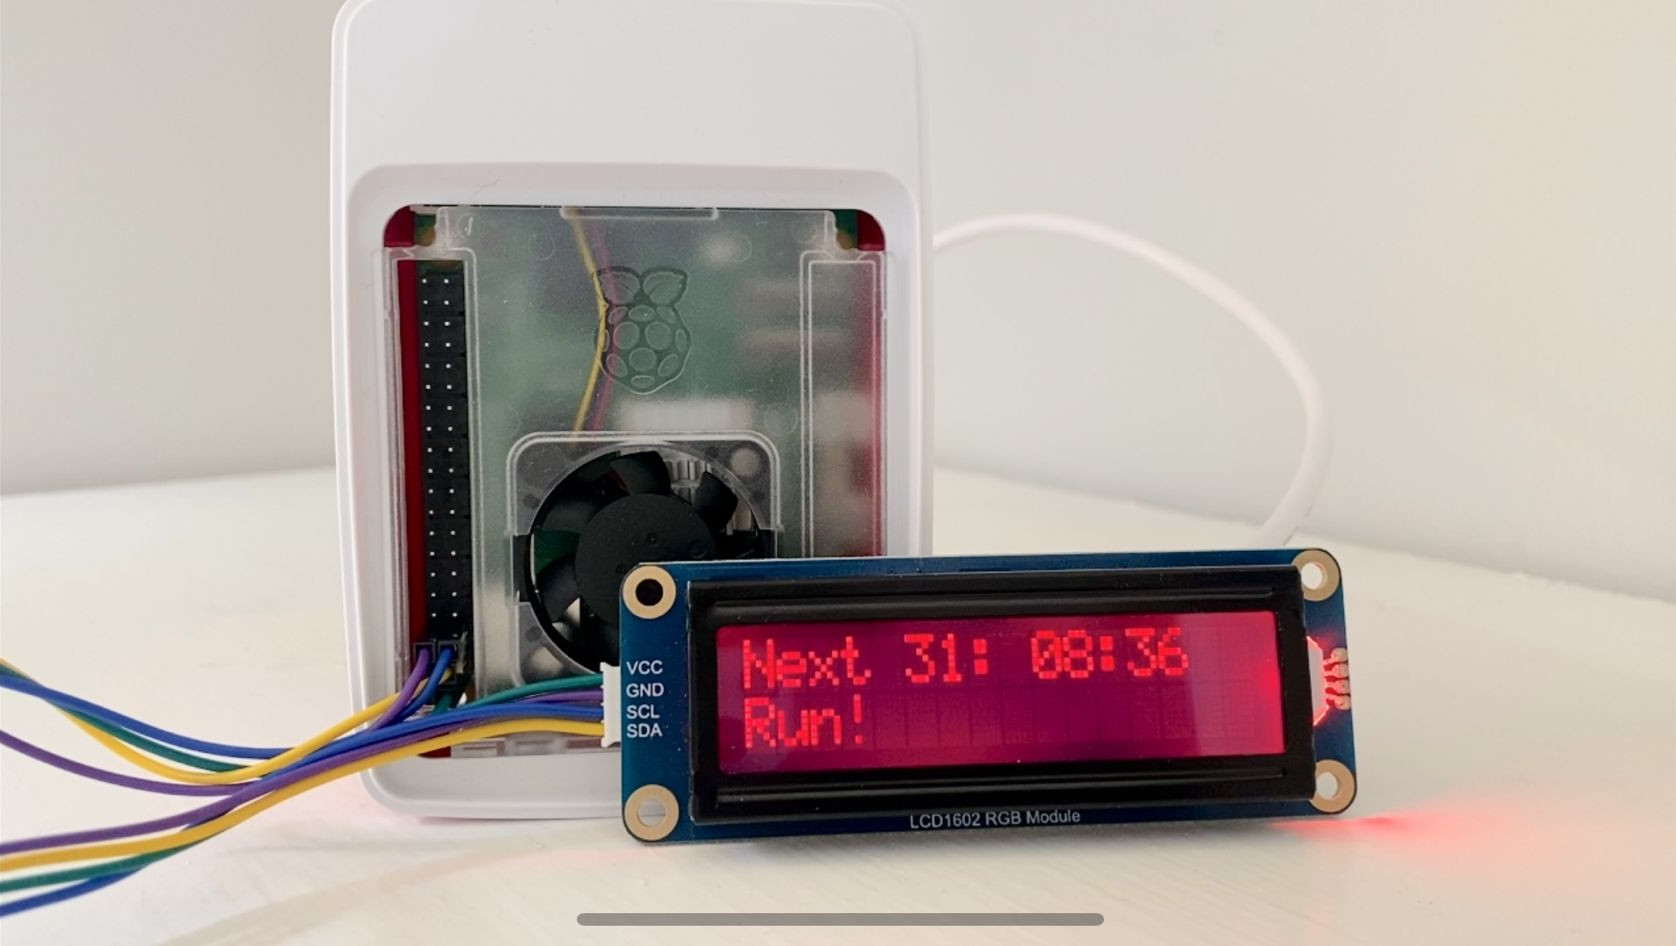 Next 31: 08:36
Run!
VCC
GND
SCL
SDA
LCD1602 RGB Module